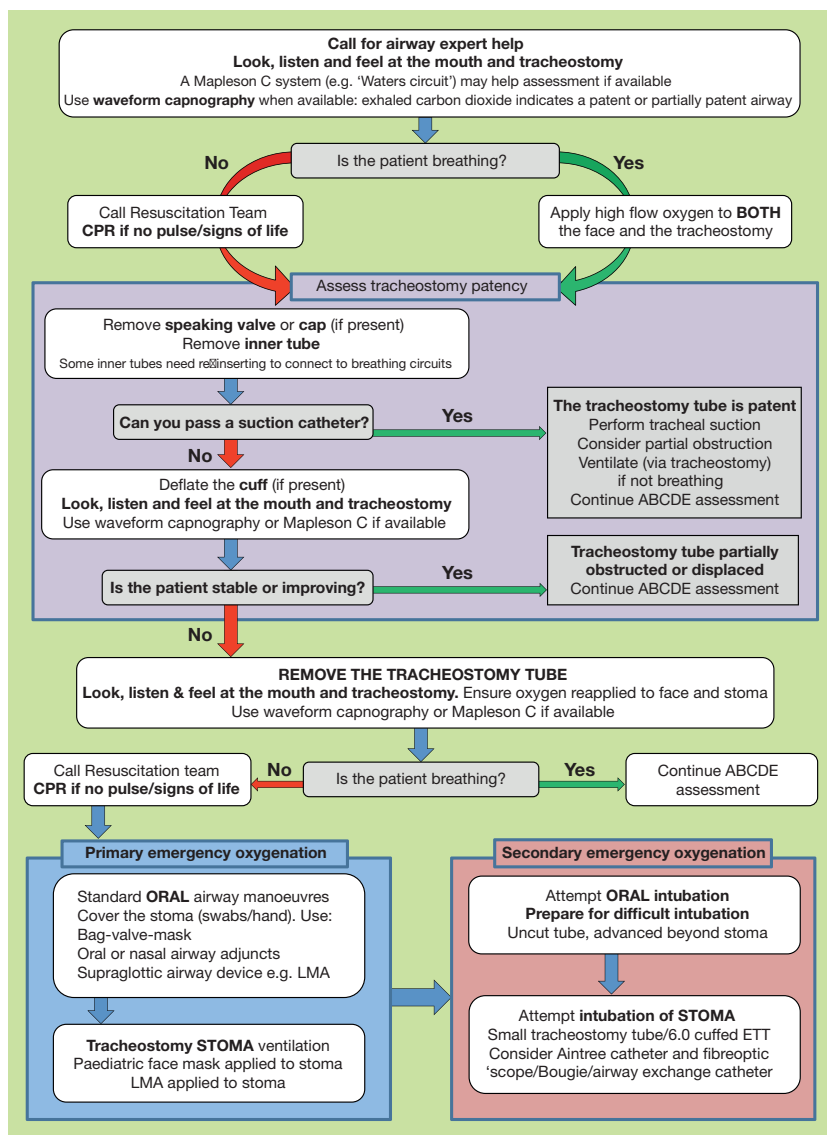 Call for airway expert help
Look, listen and feel at the mouth and tracheostomy
A Mapleson C system (e.g. ‘Waters circuit’) may help assessment if available
Use waveform capnography when available: exhaled carbon dioxide indicates a patent or partially patent airway
No
Is the patient breathing?
Yes
Call Resuscitation Team
CPR if no pulse/signs of life
Apply high flow oxygen to BOTH
the face and the tracheostomy
Assess tracheostomy patency
Remove speaking valve or cap (if present)
Remove inner tube
Some inner tubes need re☒inserting to connect to breathing circuits
Can you pass a suction catheter?
Yes
The tracheostomy tube is patent
Perform tracheal suction
Consider partial obstruction
Ventilate (via tracheostomy)
if not breathing
Continue ABCDE assessment
No
Deflate the cuff (if present)
Look, listen and feel at the mouth and tracheostomy
Use waveform capnography or Mapleson C if available
Is the patient stable or improving?
Yes
Tracheostomy tube partially
obstructed or displaced
Continue ABCDE assessment
No
REMOVE THE TRACHEOSTOMY TUBE
Look, listen & feel at the mouth and tracheostomy. Ensure oxygen reapplied to face and stoma
Use waveform capnography or Mapleson C if available
Call Resuscitation team
CPR if no pulse/signs of life
No
Is the patient breathing?
Yes
Continue ABCDE
assessment
Primary emergency oxygenation
Standard ORAL airway manoeuvres
Cover the stoma (swabs/hand). Use:
Bag-valve-mask
Oral or nasal airway adjuncts
Supraglottic airway device e.g. LMA
Tracheostomy STOMA ventilation
Paediatric face mask applied to stoma
LMA applied to stoma
Secondary emergency oxygenation
Attempt ORAL intubation
Prepare for difficult intubation
Uncut tube, advanced beyond stoma
Attempt intubation of STOMA
Small tracheostomy tube/6.0 cuffed ETT
Consider Aintree catheter and fibreoptic
‘scope/Bougie/airway exchange catheter